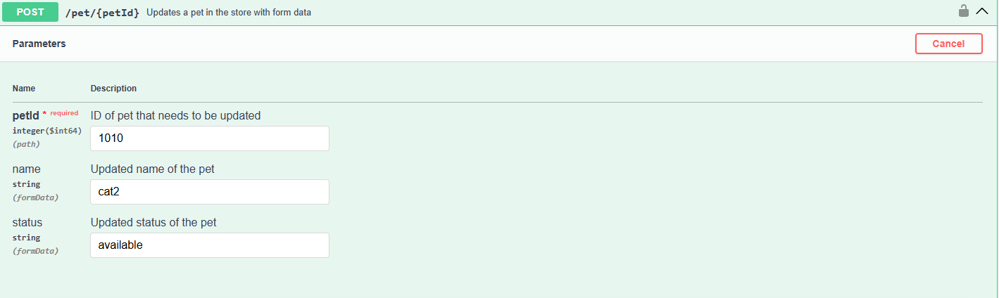 POST /pet/{petId} Updates a pet in the store with form data
Parameters Cancel
Name Description
petId * required ID of pet that needs to be updated
integer($int64) 1010
(path)
name Updated name of the pet
string cat2
(formData)
status Updated status of the pet
string available
(formData)